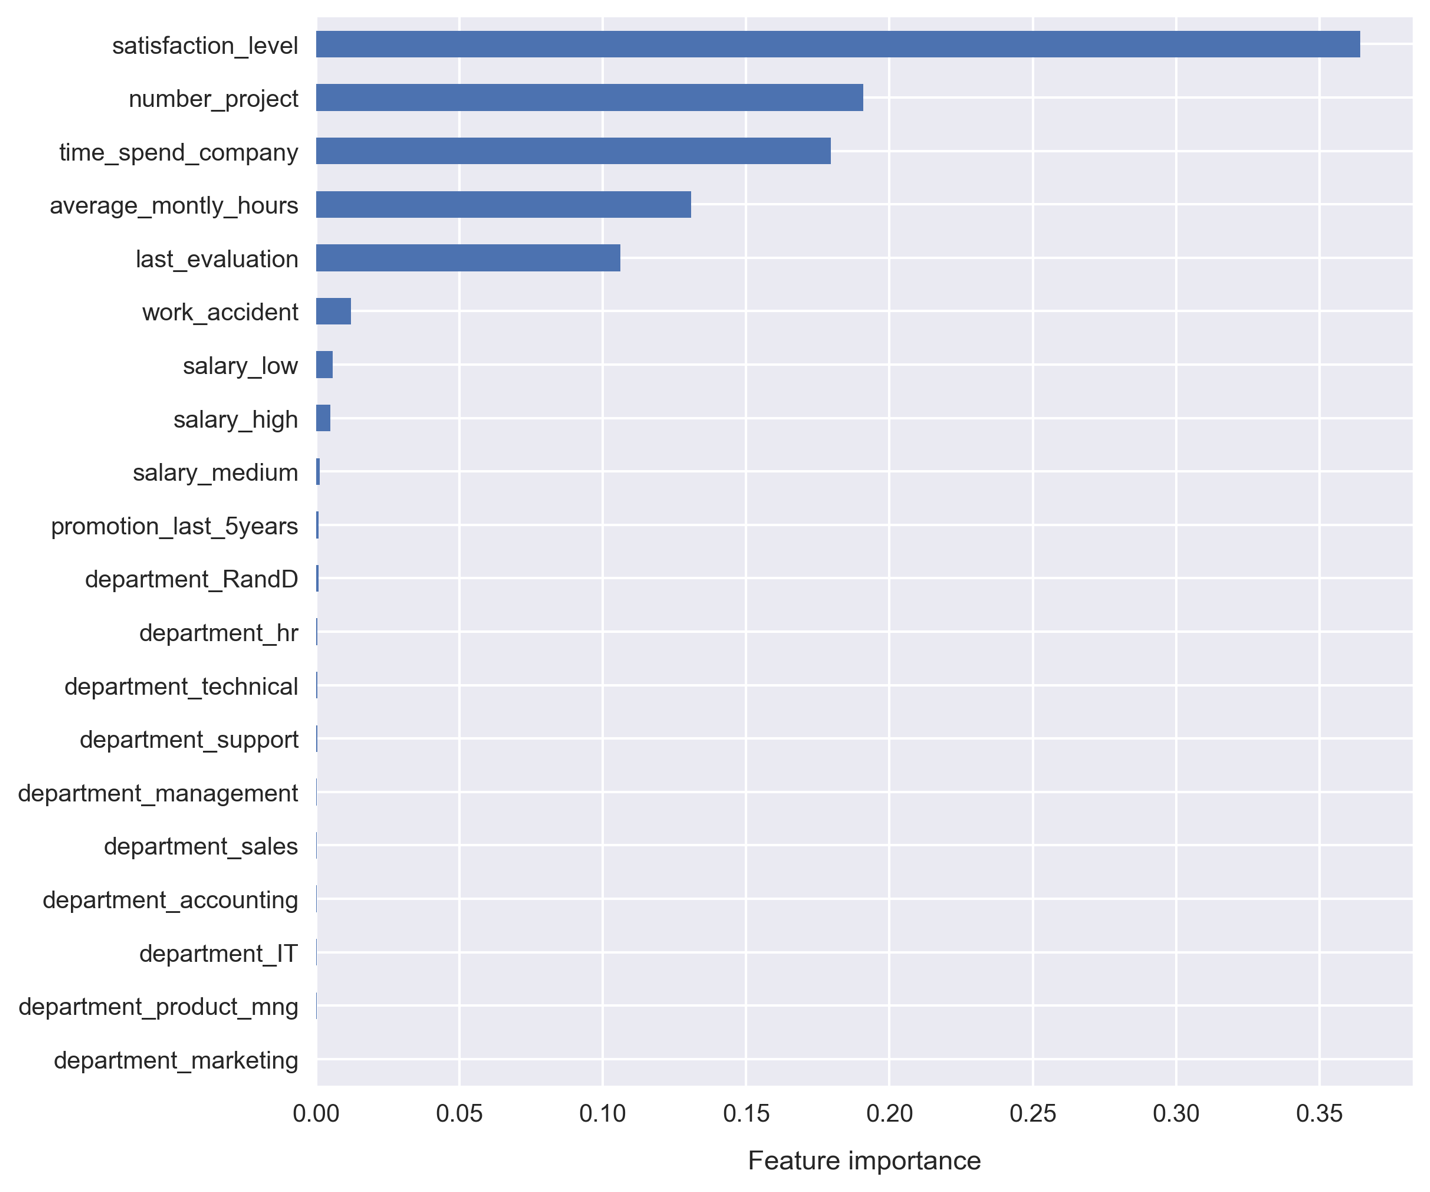 satisfaction_level
number_project
time_spend_company
average_montly_hours
last_evaluation
work_accident
salary_low
salary_high
salary_medium
promotion_last_5years
department_RandD
department_hr
department_technical
department_support
department_management
department_sales
department_accounting
department_IT
department_product_mng
department_marketing
0.00 0.05 0.10 0.15 0.20 0.25 0.30 0.35
Feature importance